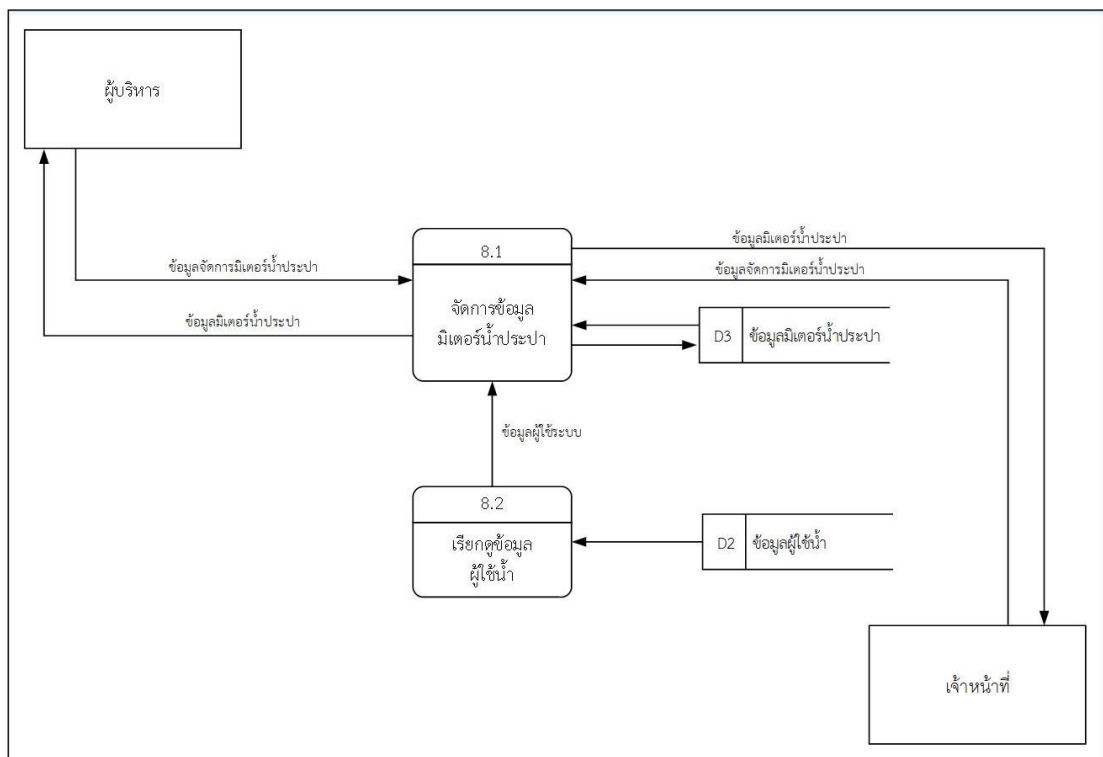 ผู้บริหาร
ข้อมูลมิเตอร์น้ำประปา
8.1
ข้อมูลจัดการมิเตอร์น้ำประปา
ข้อมูลจัดการมิเตอร์น้ำประปา
จัดการข้อมูล
มิเตอร์น้ำประปา
ข้อมูลมิเตอร์น้ำประปา
D3 ข้อมูลมิเตอร์น้ำประปา
ข้อมูลผู้ใช้ระบบ
8.2
เรียกดูข้อมูล
ผู้ใช้น้ำ
D2 ข้อมูลผู้ใช้น้ำ
เจ้าหน้าที่